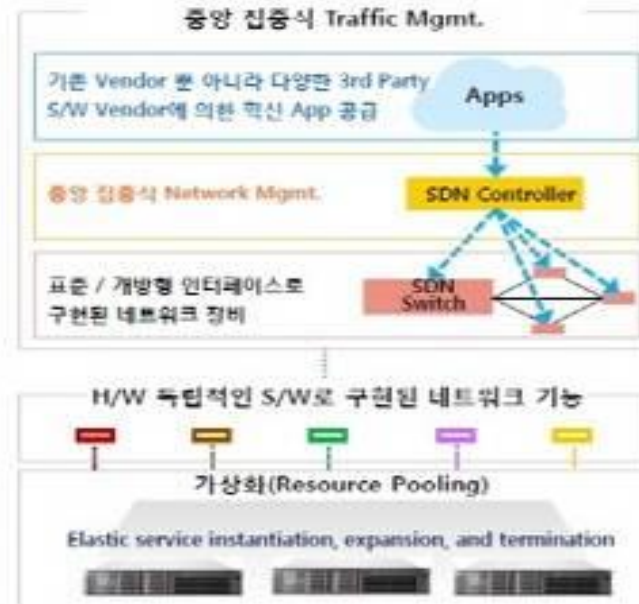 중앙 집중식 Traffic Mgmt.
기존 Vendor 뿐 아니라 다양한 3rd Party
S/W Vendor에 의한 혁신 App 공급
Apps
중앙 집중식 Network Mgmt.
SDN Controller
표준 / 개방형 인터페이스로
구현된 네트워크 장비
SDN
Switch
H/W 독립적인 S/W로 구현된 네트워크 기능
가상화(Resource Pooling)
Elastic service instantiation, expansion, and termination